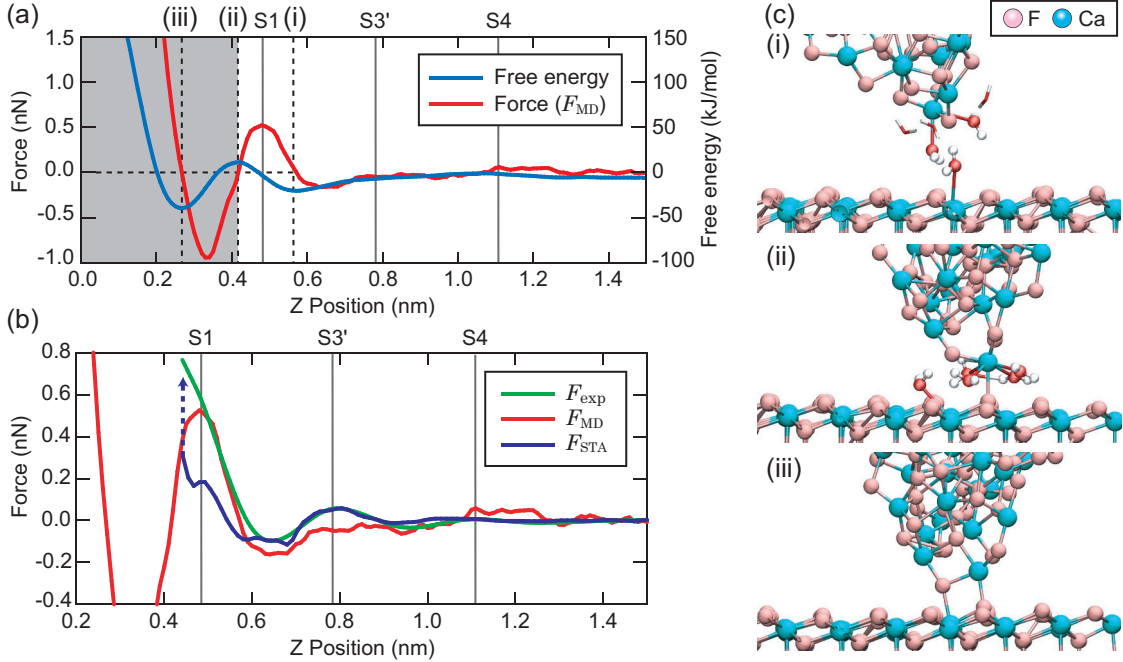 (a)
(iii) (ii) S1 (i) S3' S4
1.5
1.0
0.5
0.0
-0.5
-1.0
Force (nN)
150
100
50
0
-50
-100
Free energy (kJ/mol)
Free energy
Force (F_MD)
0.0 0.2 0.4 0.6 0.8 1.0 1.2 1.4
Z Position (nm)
(b)
S1 S3' S4
0.8
0.6
0.4
0.2
0.0
-0.2
-0.4
Force (nN)
F_exp
F_MD
F_STA
0.2 0.4 0.6 0.8 1.0 1.2 1.4
Z Position (nm)
(c)
F Ca
(i)
(ii)
(iii)